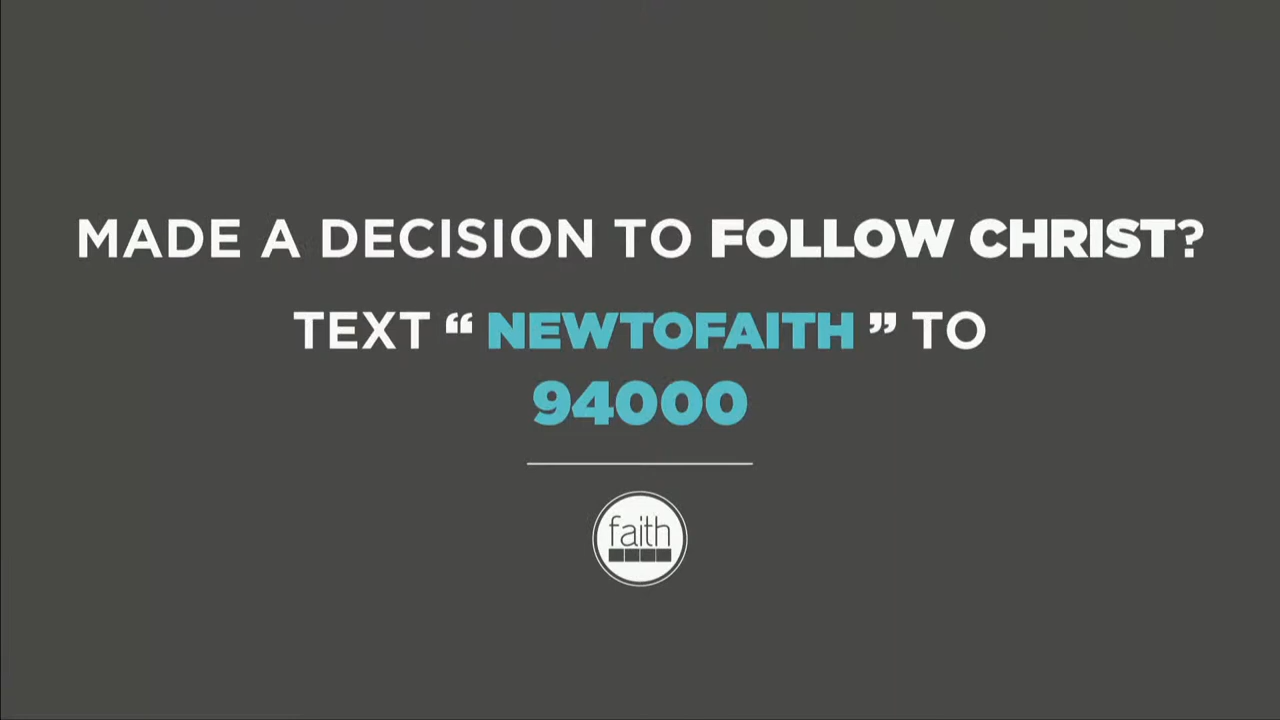 MADE A DECISION TO FOLLOW CHRIST?
TEXT “ NEWTOFAITH ” TO
94000
faith